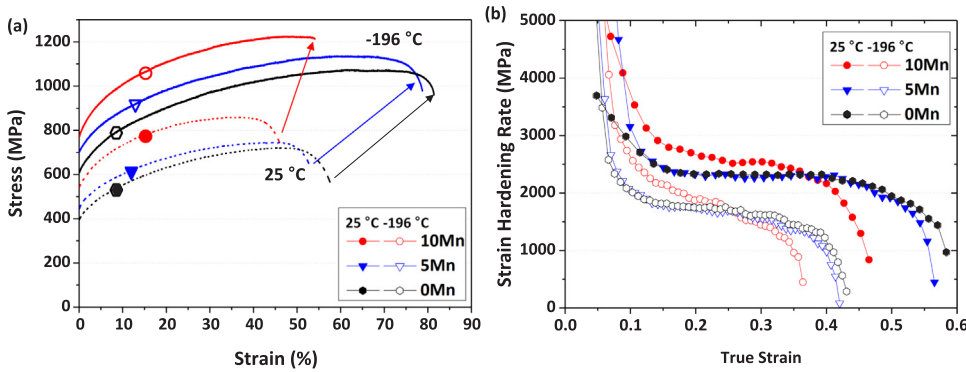 (a)
1200
1000
800
600
400
200
0
Stress (MPa)
0 10 20 30 40 50 60 70 80 90
Strain (%)
-196 °C
25 °C
25 °C -196 °C
10Mn
5Mn
0Mn
(b)
5000
4000
3000
2000
1000
0
Strain Hardening Rate (MPa)
0.0 0.1 0.2 0.3 0.4 0.5 0.6
True Strain
25 °C -196 °C
10Mn
5Mn
0Mn